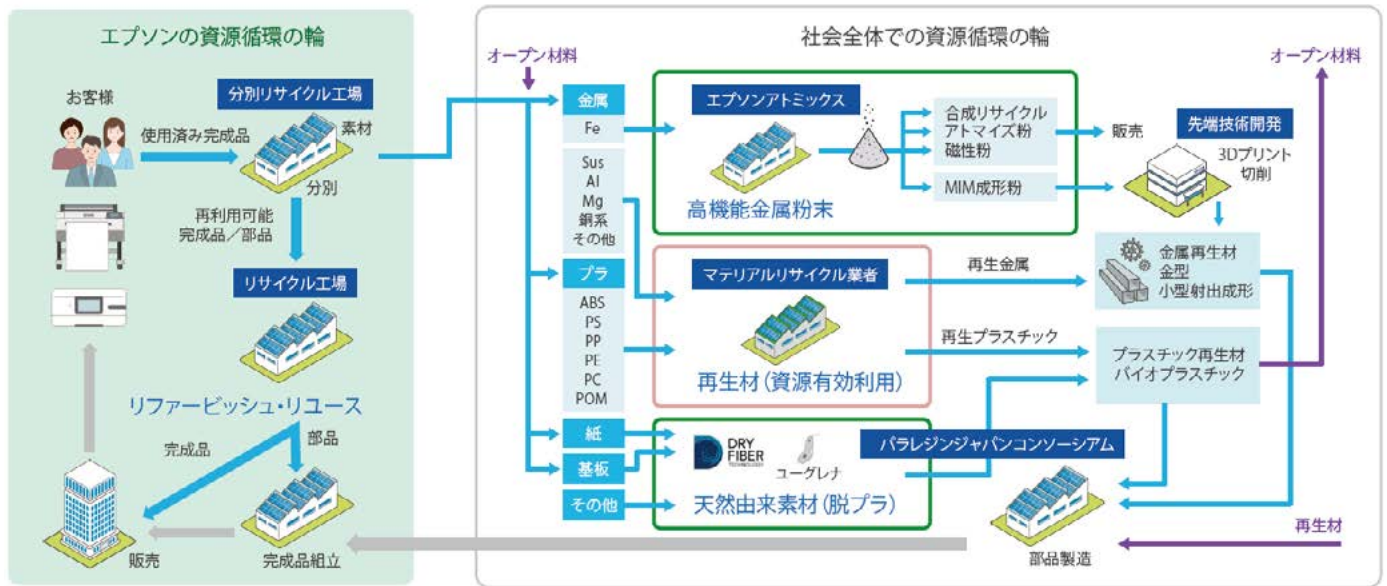 エプソンの資源循環の輪
お客様
使用済み完成品
分別リサイクル工場
素材
分別
再利用可能
完成品／部品
リサイクル工場
リファービッシュ・リユース
完成品
部品
販売
完成品組立
社会全体での資源循環の輪
オープン材料
金属
Fe
Sus
Al
Mg
銅系
その他
プラ
ABS
PS
PP
PE
PC
POM
紙
基板
その他
エプソンアトミックス
高機能金属粉末
合成リサイクル
アトマイズ粉
磁性粉
MIM成形粉
販売
先端技術開発
3Dプリント
切削
マテリアルリサイクル業者
再生材（資源有効利用）
再生金属
再生プラスチック
金属再生材
金型
小型射出成形
プラスチック再生材
バイオプラスチック
オープン材料
DRY
FIBER
TECHNOLOGY
ユーグレナ
パラレジンジャパンコンソーシアム
天然由来素材（脱プラ）
部品製造
再生材